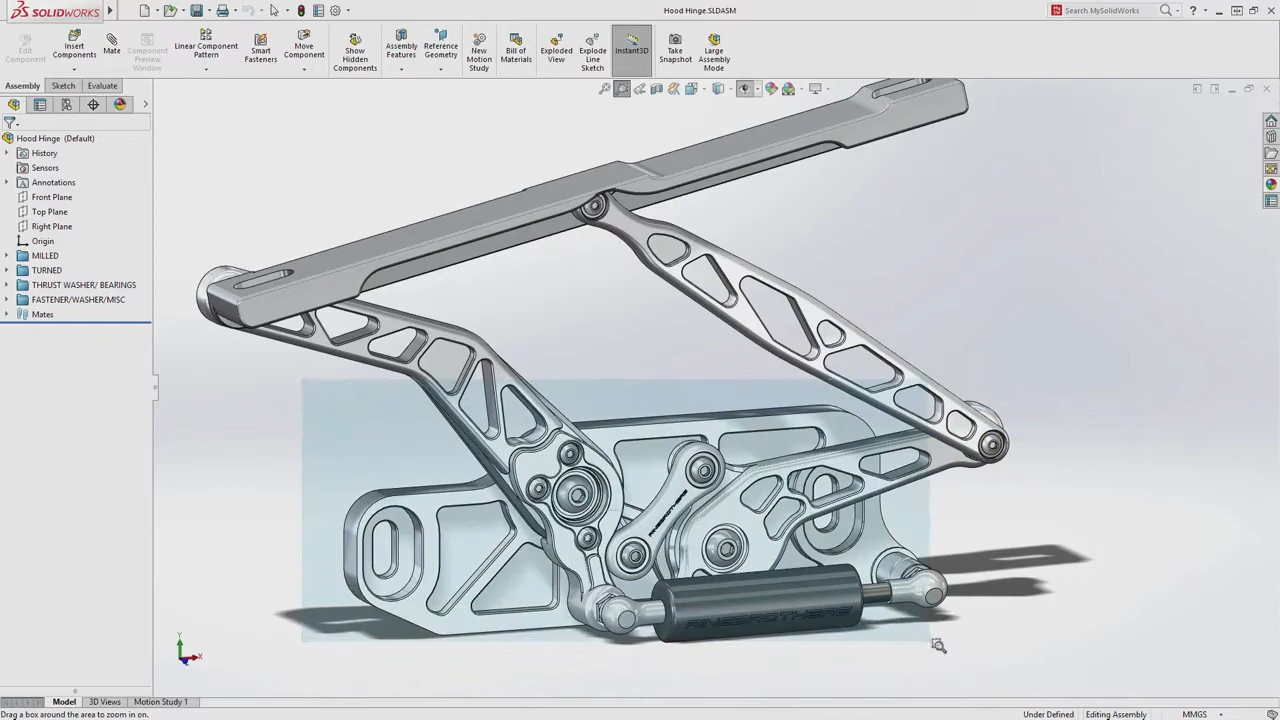 SOLIDWORKS
Hood Hinge.SLDASM
Search MySolidWorks
Edit Component
Insert Components
Mate
Component Preview Window
Linear Component Pattern
Smart Fasteners
Move Component
Show Hidden Components
Assembly Features
Reference Geometry
New Motion Study
Bill of Materials
Exploded View
Explode Line Sketch
Instant3D
Take Snapshot
Large Assembly Mode
Assembly
Sketch
Evaluate
Hood Hinge (Default)
History
Sensors
Annotations
Front Plane
Top Plane
Right Plane
Origin
MILLED
TURNED
THRUST WASHER/ BEARINGS
FASTENER/WASHER/MISC
Mates
RINGBROTHERS
RINGBROTHERS
Y
X
Model
3D Views
Motion Study 1
Drag a box around the area to zoom in on.
Under Defined
Editing Assembly
MMGS